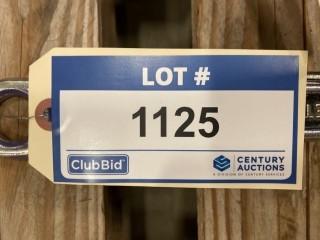 LOT #
1125
ClubBid
CENTURY
AUCTIONS
A DIVISION OF CENTURY SERVICES